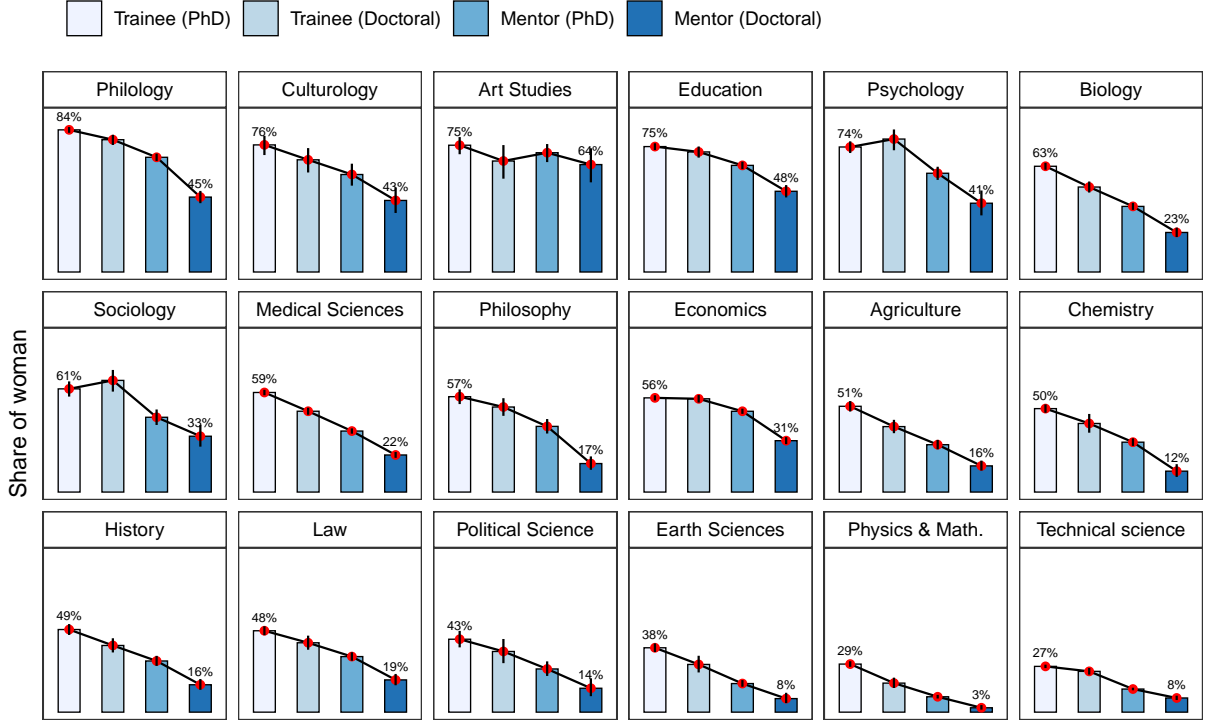 Trainee (PhD) Trainee (Doctoral) Mentor (PhD) Mentor (Doctoral)
Share of woman
Philology Culturology Art Studies Education Psychology Biology
84% 45% 76% 43% 75% 64% 75% 48% 74% 41% 63% 23%
Sociology Medical Sciences Philosophy Economics Agriculture Chemistry
61% 33% 59% 22% 57% 17% 56% 31% 51% 16% 50% 12%
History Law Political Science Earth Sciences Physics & Math. Technical science
49% 16% 48% 19% 43% 14% 38% 8% 29% 3% 27% 8%